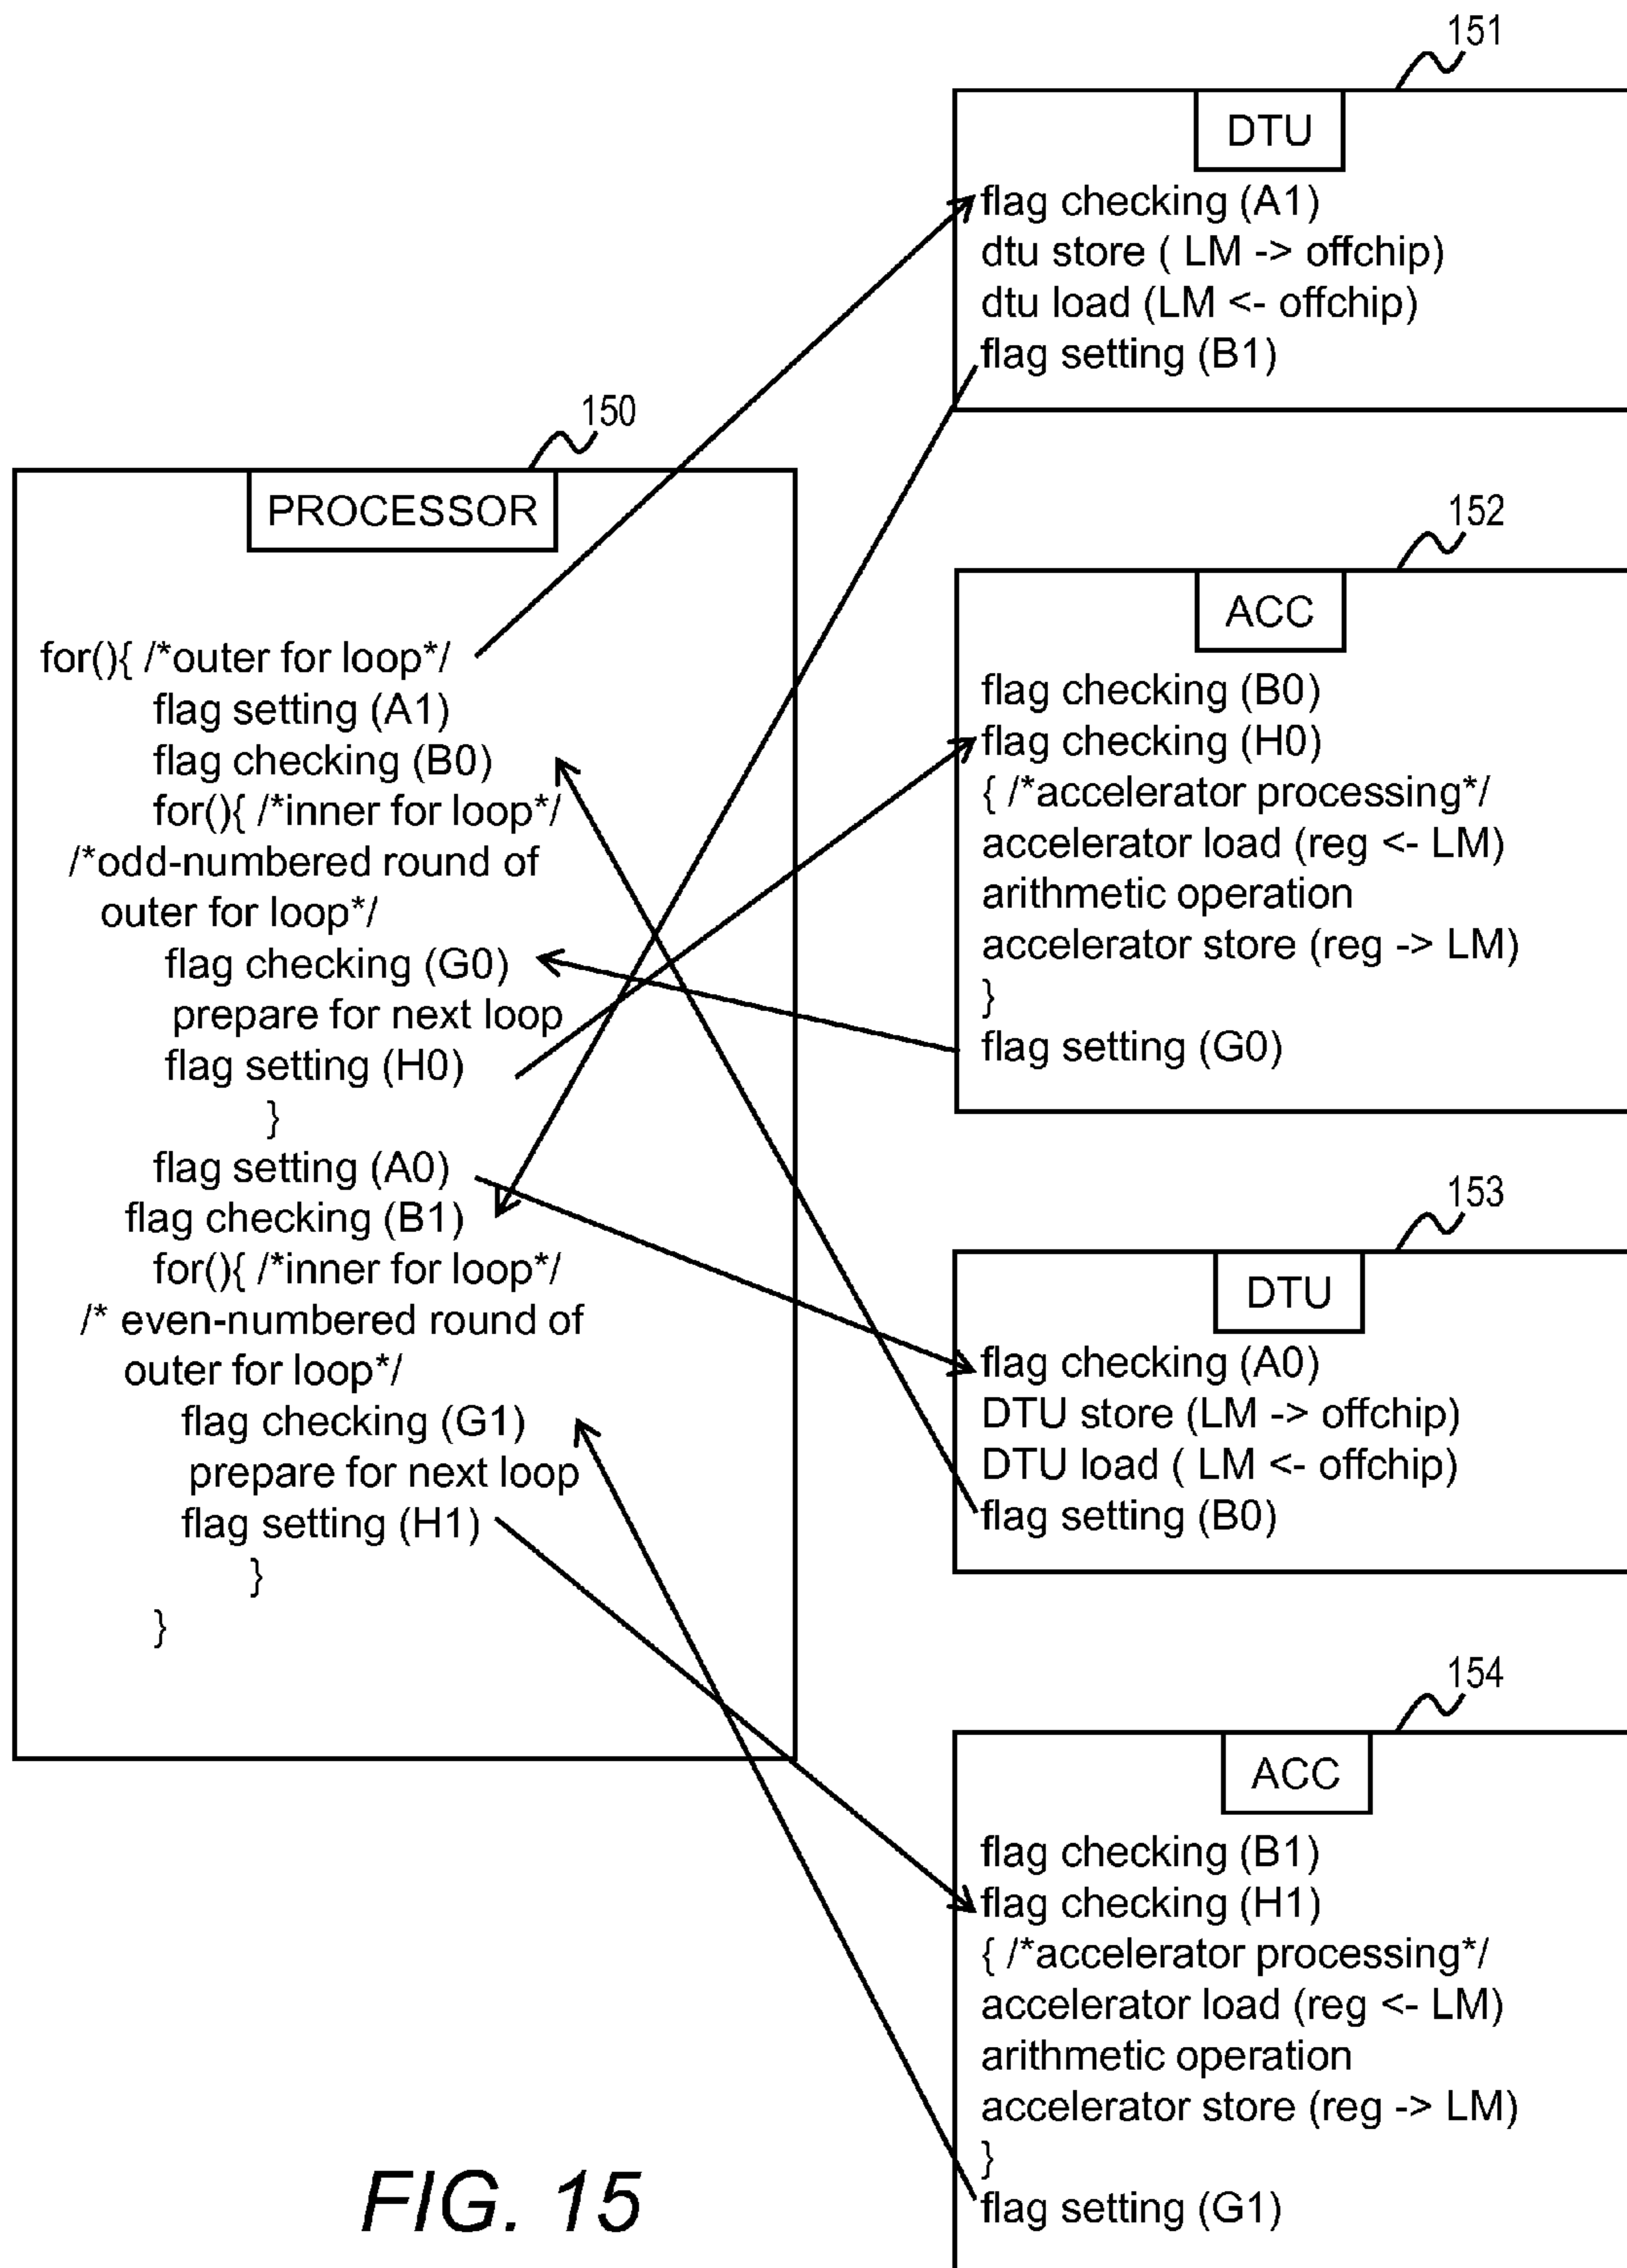 151
DTU
flag checking (A1)
dtu store ( LM -> offchip)
dtu load (LM <- offchip)
flag setting (B1)
150
PROCESSOR
for(){ /*outer for loop*/
flag setting (A1)
flag checking (B0)
for(){ /*inner for loop*/
/*odd-numbered round of
outer for loop*/
flag checking (G0)
prepare for next loop
flag setting (H0)
}
flag setting (A0)
flag checking (B1)
for(){ /*inner for loop*/
/* even-numbered round of
outer for loop*/
flag checking (G1)
prepare for next loop
flag setting (H1)
}
}
152
ACC
flag checking (B0)
flag checking (H0)
{ /*accelerator processing*/
accelerator load (reg <- LM)
arithmetic operation
accelerator store (reg -> LM)
}
flag setting (G0)
153
DTU
flag checking (A0)
DTU store (LM -> offchip)
DTU load ( LM <- offchip)
flag setting (B0)
154
ACC
flag checking (B1)
flag checking (H1)
{ /*accelerator processing*/
accelerator load (reg <- LM)
arithmetic operation
accelerator store (reg -> LM)
}
flag setting (G1)
FIG. 15